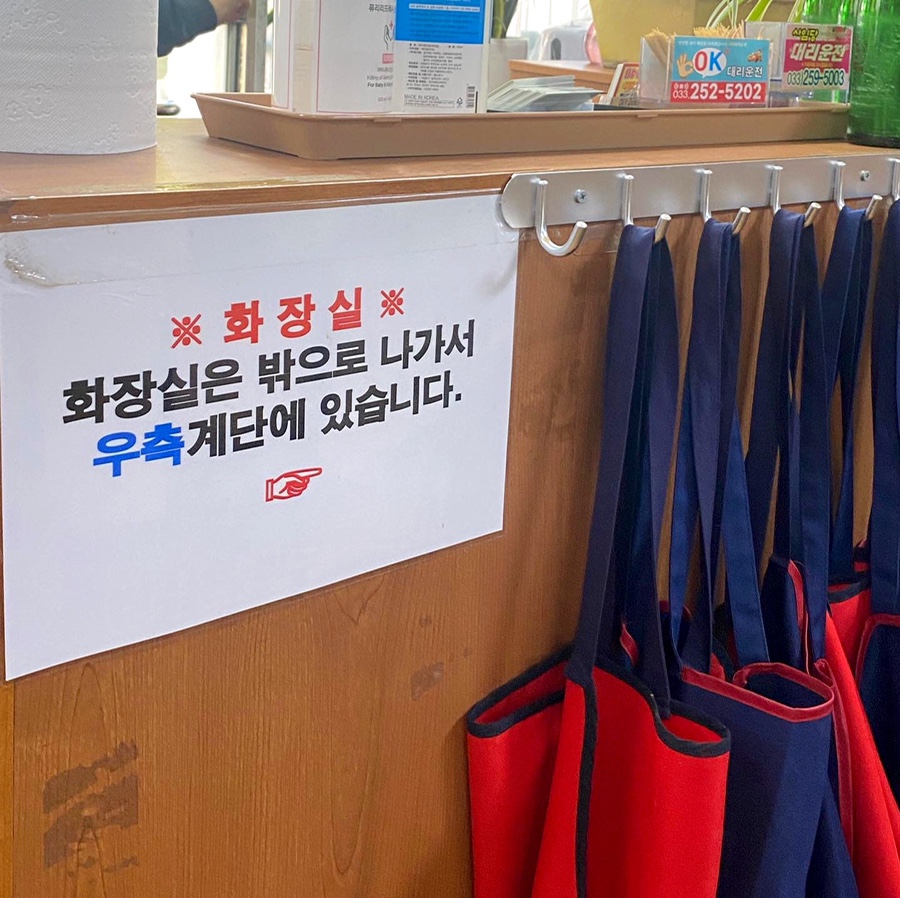 MADE IN KOREA
OK
대리운전
033 252-5202
대리운전
033 259-5003
※ 화장실 ※
화장실은 밖으로 나가서
우측계단에 있습니다.